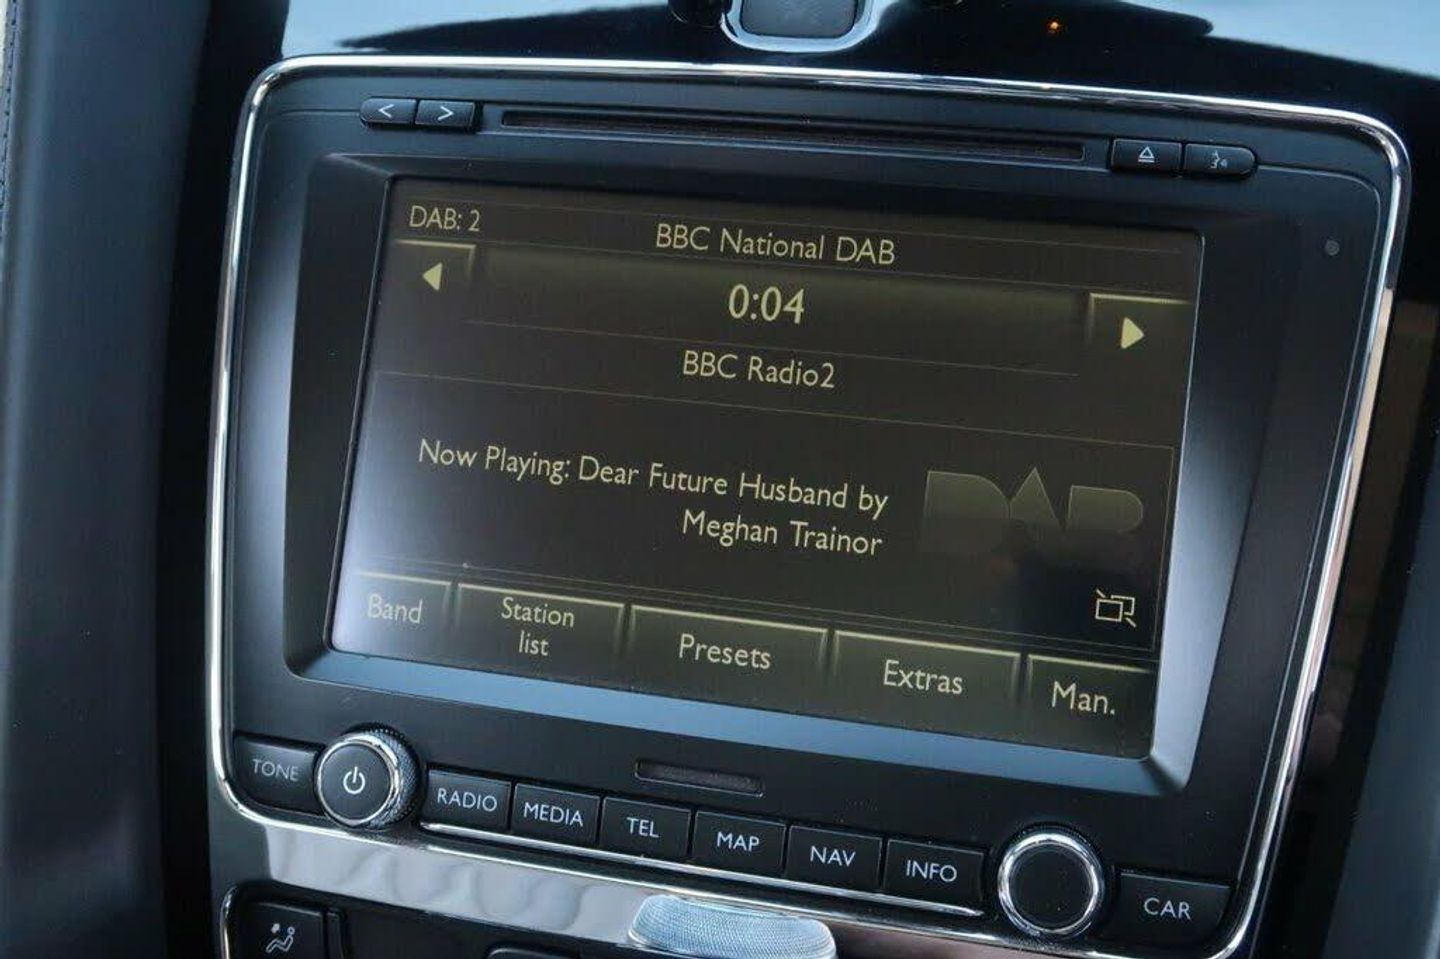 DAB: 2
BBC National DAB
0:04
BBC Radio2
Now Playing: Dear Future Husband by
Meghan Trainor
DAB
Band
Station
list
Presets
Extras
Man.
TONE
RADIO
MEDIA
TEL
MAP
NAV
INFO
CAR